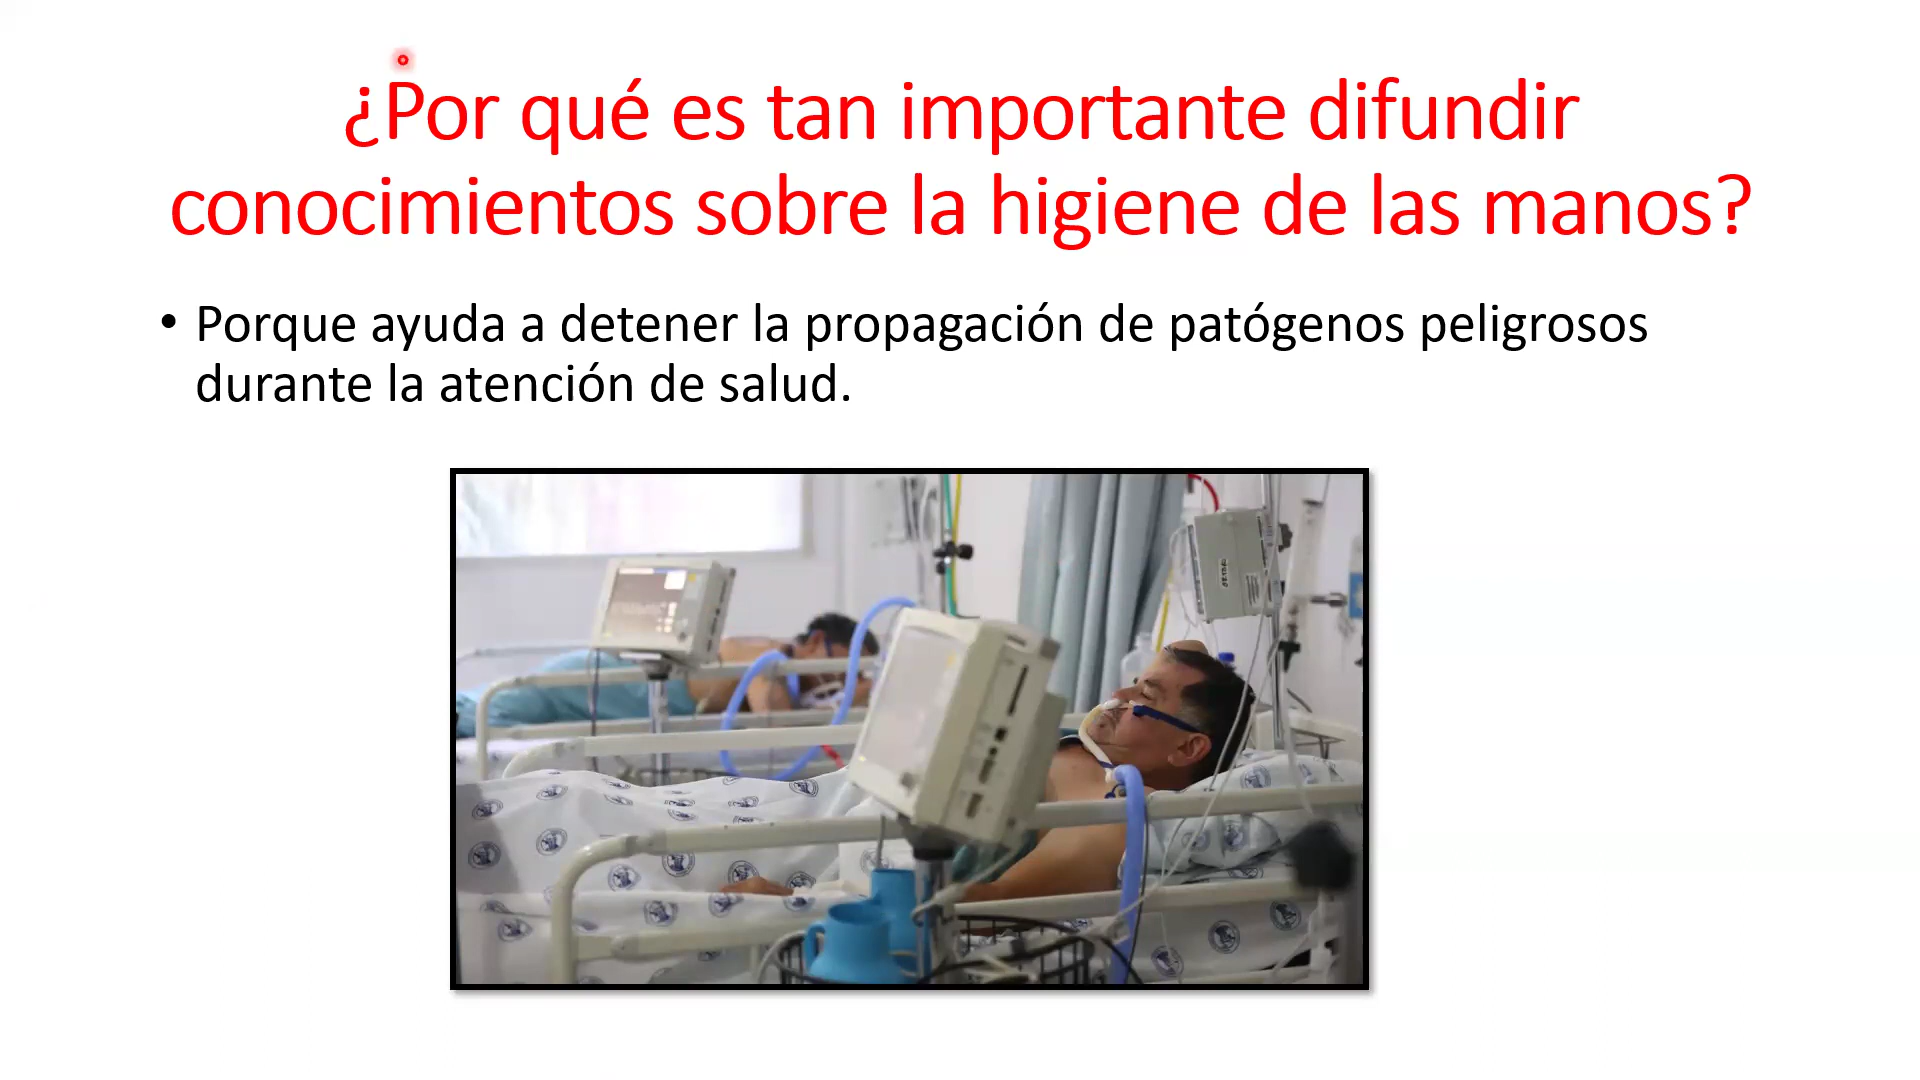 ¿Por qué es tan importante difundir
conocimientos sobre la higiene de las manos?
• Porque ayuda a detener la propagación de patógenos peligrosos
durante la atención de salud.